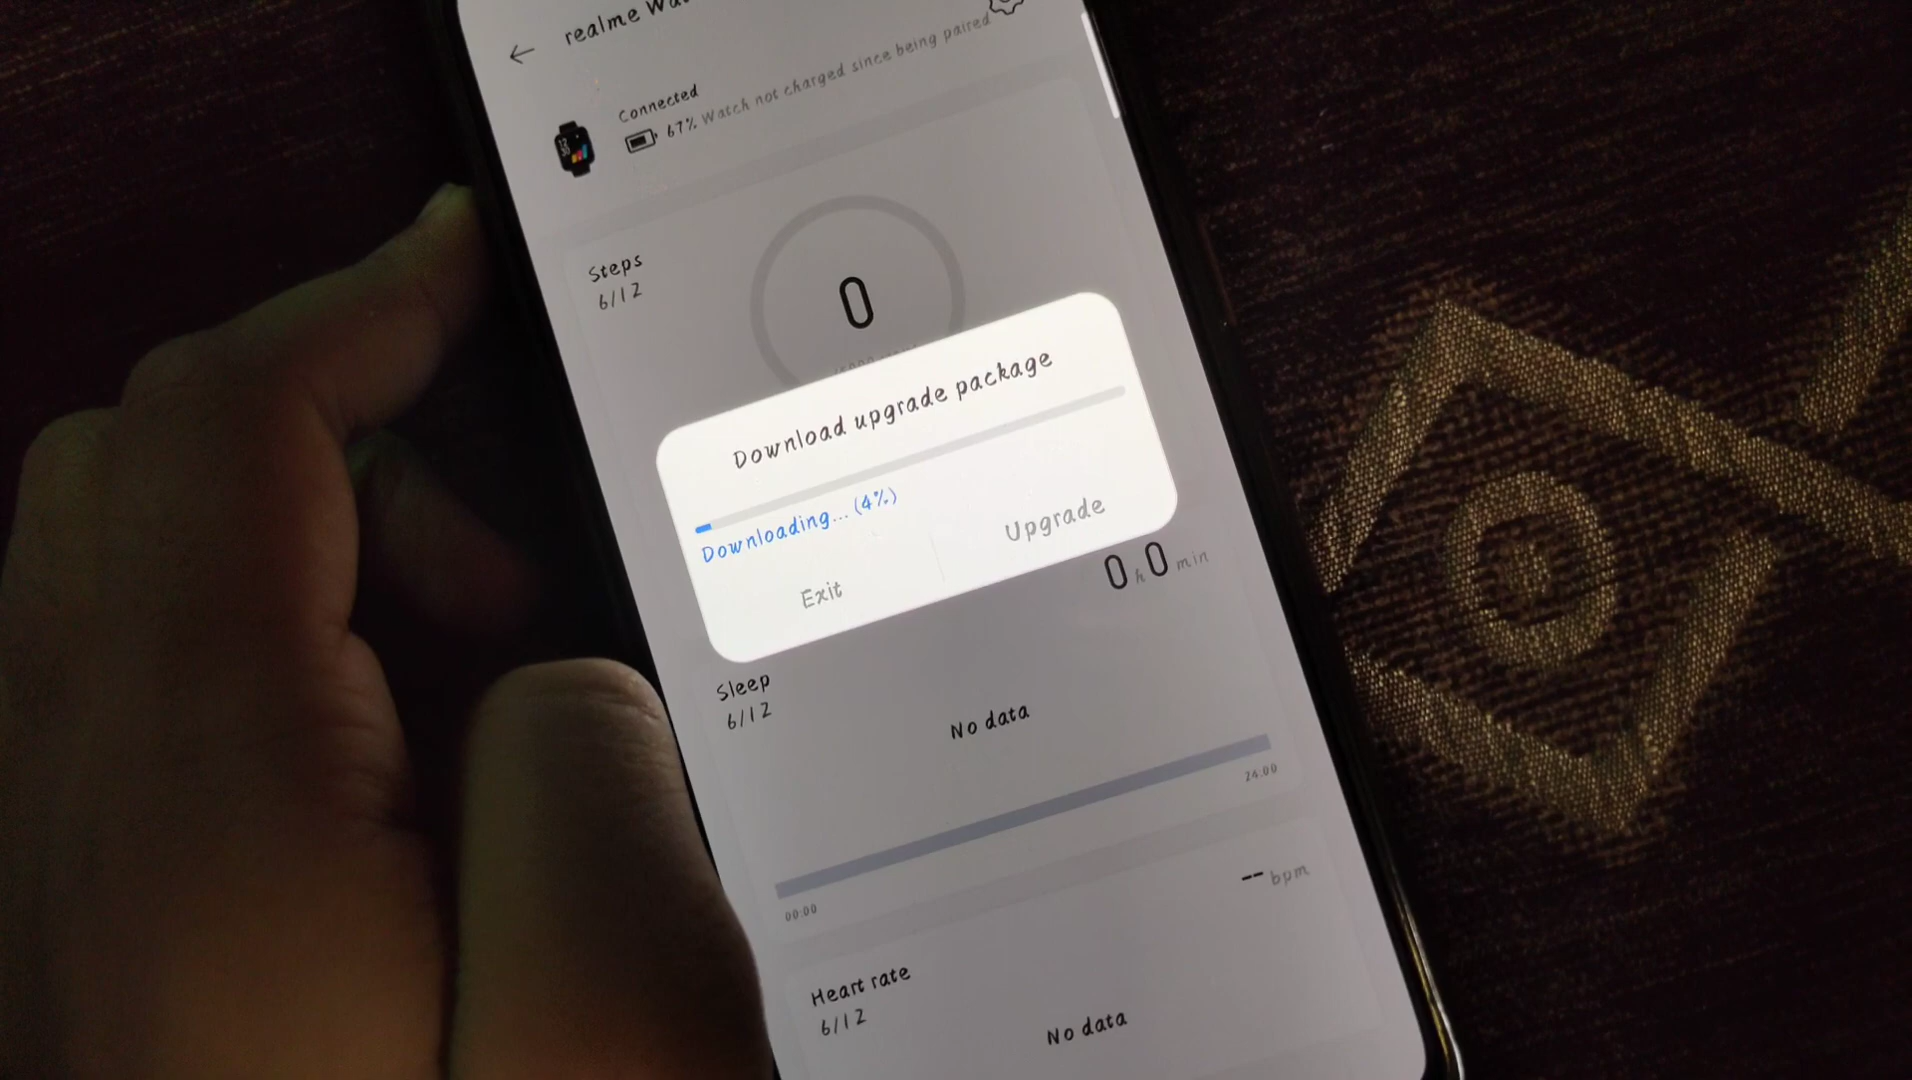 realme
Connected
67% Watch not charged since being paired
Steps
6/12
0
Download upgrade package
Downloading... (4%)
Exit
Upgrade
0 h 0 min
Sleep
6/12
No data
00:00
24:00
-- bpm
Heart rate
6/12
No data